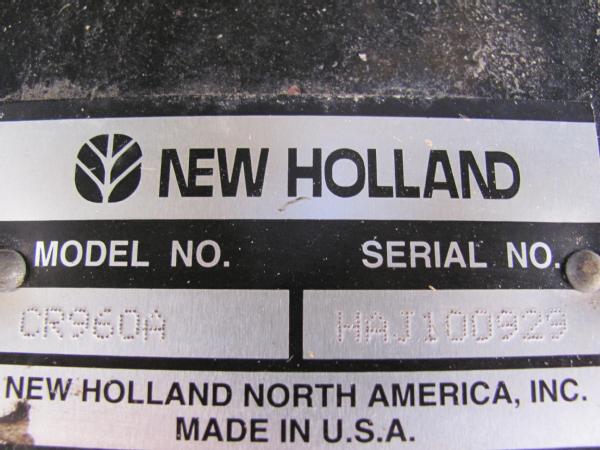 NEW HOLLAND
MODEL NO. SERIAL NO.
CR960A HAJ100929
NEW HOLLAND NORTH AMERICA, INC.
MADE IN U.S.A.